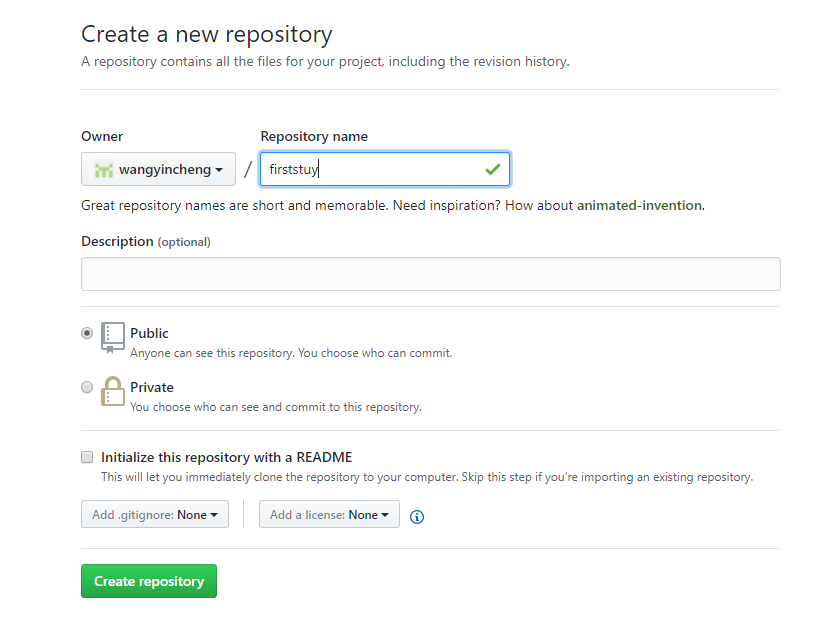 Create a new repository
A repository contains all the files for your project, including the revision history.
Owner
Repository name
wangyincheng / firststuy
Great repository names are short and memorable. Need inspiration? How about animated-invention.
Description (optional)
Public
Anyone can see this repository. You choose who can commit.
Private
You choose who can see and commit to this repository.
Initialize this repository with a README
This will let you immediately clone the repository to your computer. Skip this step if you’re importing an existing repository.
Add .gitignore: None
Add a license: None
Create repository